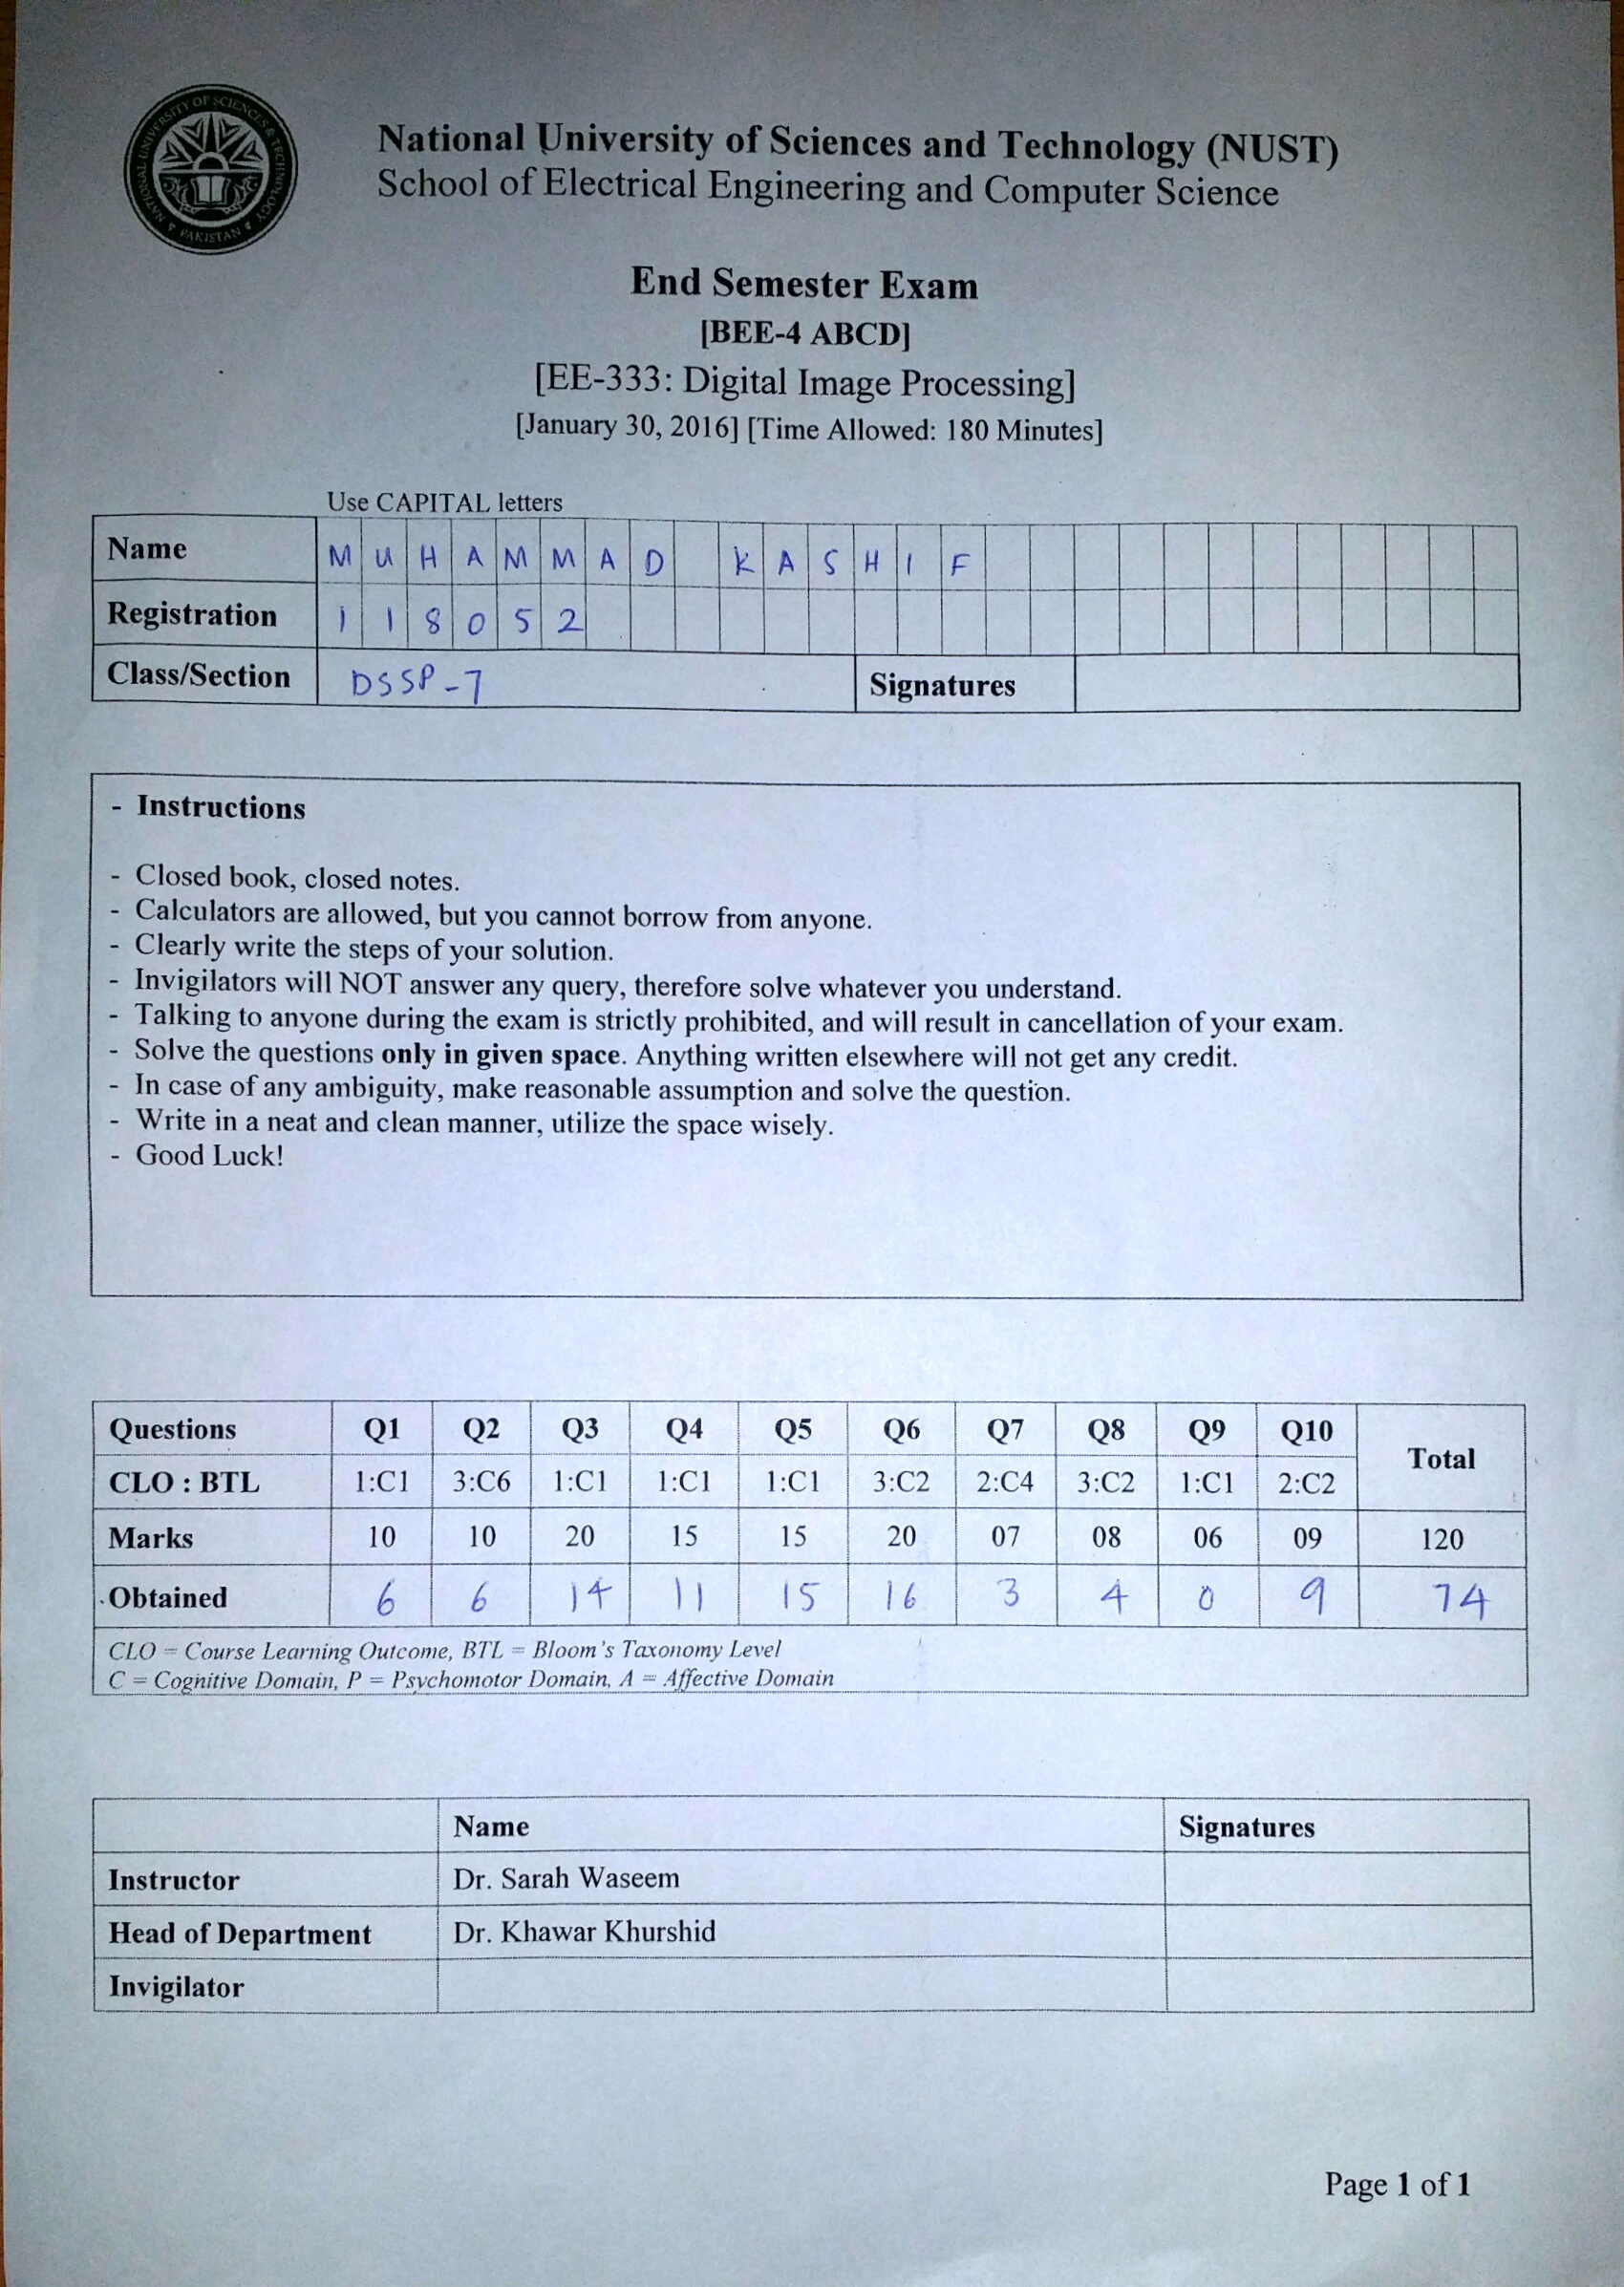 NATIONAL UNIVERSITY OF SCIENCES & TECHNOLOGY
PAKISTAN
National University of Sciences and Technology (NUST)
School of Electrical Engineering and Computer Science
End Semester Exam
[BEE-4 ABCD]
[EE-333: Digital Image Processing]
[January 30, 2016] [Time Allowed: 180 Minutes]
Use CAPITAL letters
Name MUHAMMAD KASHIF
Registration 118052
Class/Section DSSP-7 Signatures
- Instructions
- Closed book, closed notes.
- Calculators are allowed, but you cannot borrow from anyone.
- Clearly write the steps of your solution.
- Invigilators will NOT answer any query, therefore solve whatever you understand.
- Talking to anyone during the exam is strictly prohibited, and will result in cancellation of your exam.
- Solve the questions only in given space. Anything written elsewhere will not get any credit.
- In case of any ambiguity, make reasonable assumption and solve the question.
- Write in a neat and clean manner, utilize the space wisely.
- Good Luck!
Questions Q1 Q2 Q3 Q4 Q5 Q6 Q7 Q8 Q9 Q10 Total
CLO : BTL 1:C1 3:C6 1:C1 1:C1 1:C1 3:C2 2:C4 3:C2 1:C1 2:C2
Marks 10 10 20 15 15 20 07 08 06 09 120
Obtained 6 6 14 11 15 16 3 4 0 9 74
CLO = Course Learning Outcome, BTL = Bloom's Taxonomy Level
C = Cognitive Domain, P = Psychomotor Domain, A = Affective Domain
Name Signatures
Instructor Dr. Sarah Waseem
Head of Department Dr. Khawar Khurshid
Invigilator
Page 1 of 1